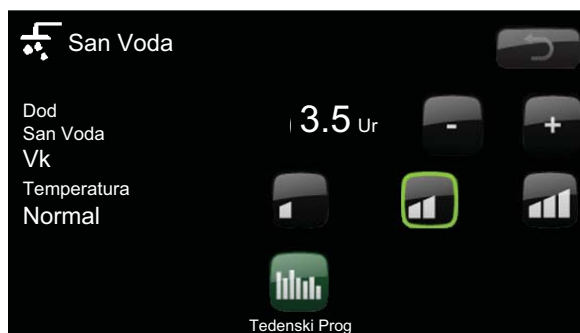 San Voda
Dod
San Voda
3.5 Ur
-
+
Vk
Temperatura
Normal
Tedenski Prog